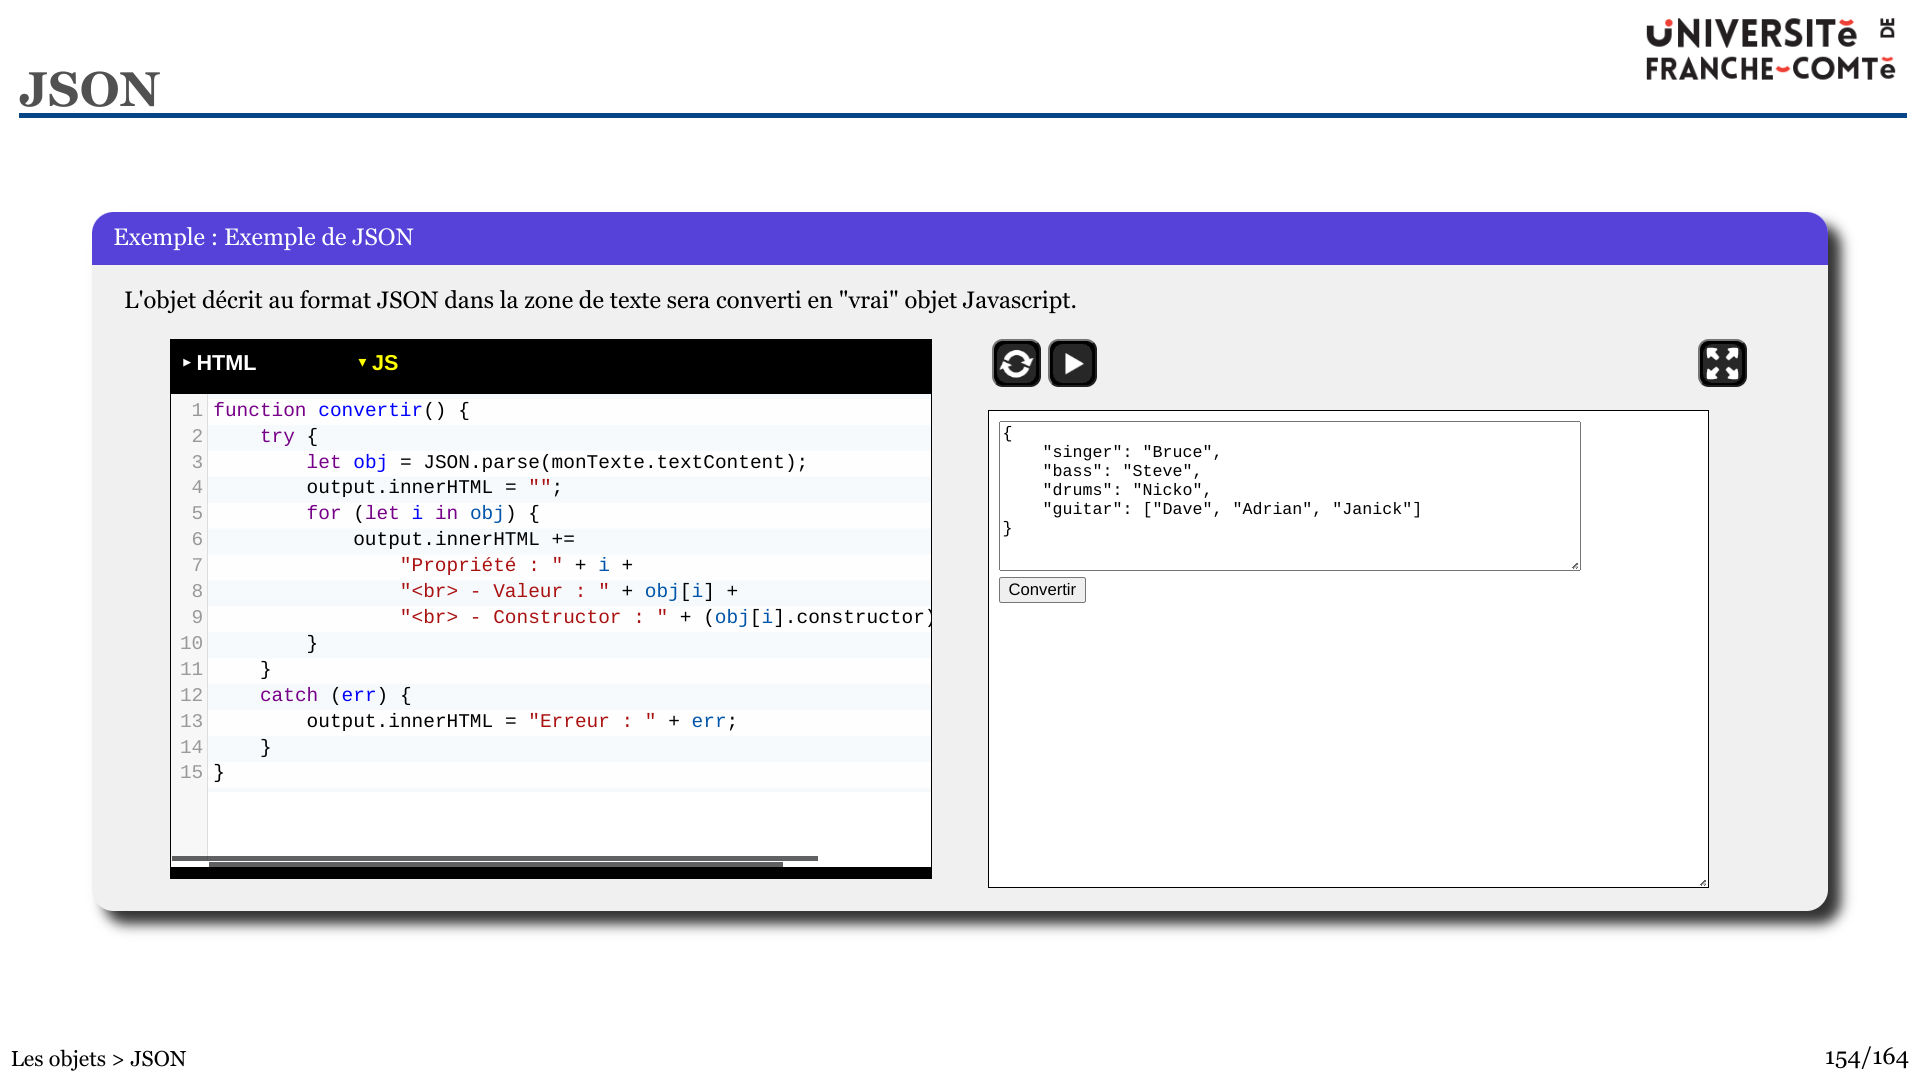 UNIVERSITé DE
FRANCHE-COMTé
JSON
Exemple : Exemple de JSON
L'objet décrit au format JSON dans la zone de texte sera converti en "vrai" objet Javascript.
▸ HTML ▾ JS
1 function convertir() {
2     try {
3         let obj = JSON.parse(monTexte.textContent);
4         output.innerHTML = "";
5         for (let i in obj) {
6             output.innerHTML +=
7                 "Propriété : " + i +
8                 "<br> - Valeur : " + obj[i] +
9                 "<br> - Constructor : " + (obj[i].constructor)
10         }
11     }
12     catch (err) {
13         output.innerHTML = "Erreur : " + err;
14     }
15 }
{
    "singer": "Bruce",
    "bass": "Steve",
    "drums": "Nicko",
    "guitar": ["Dave", "Adrian", "Janick"]
}
Convertir
Les objets > JSON
154/164